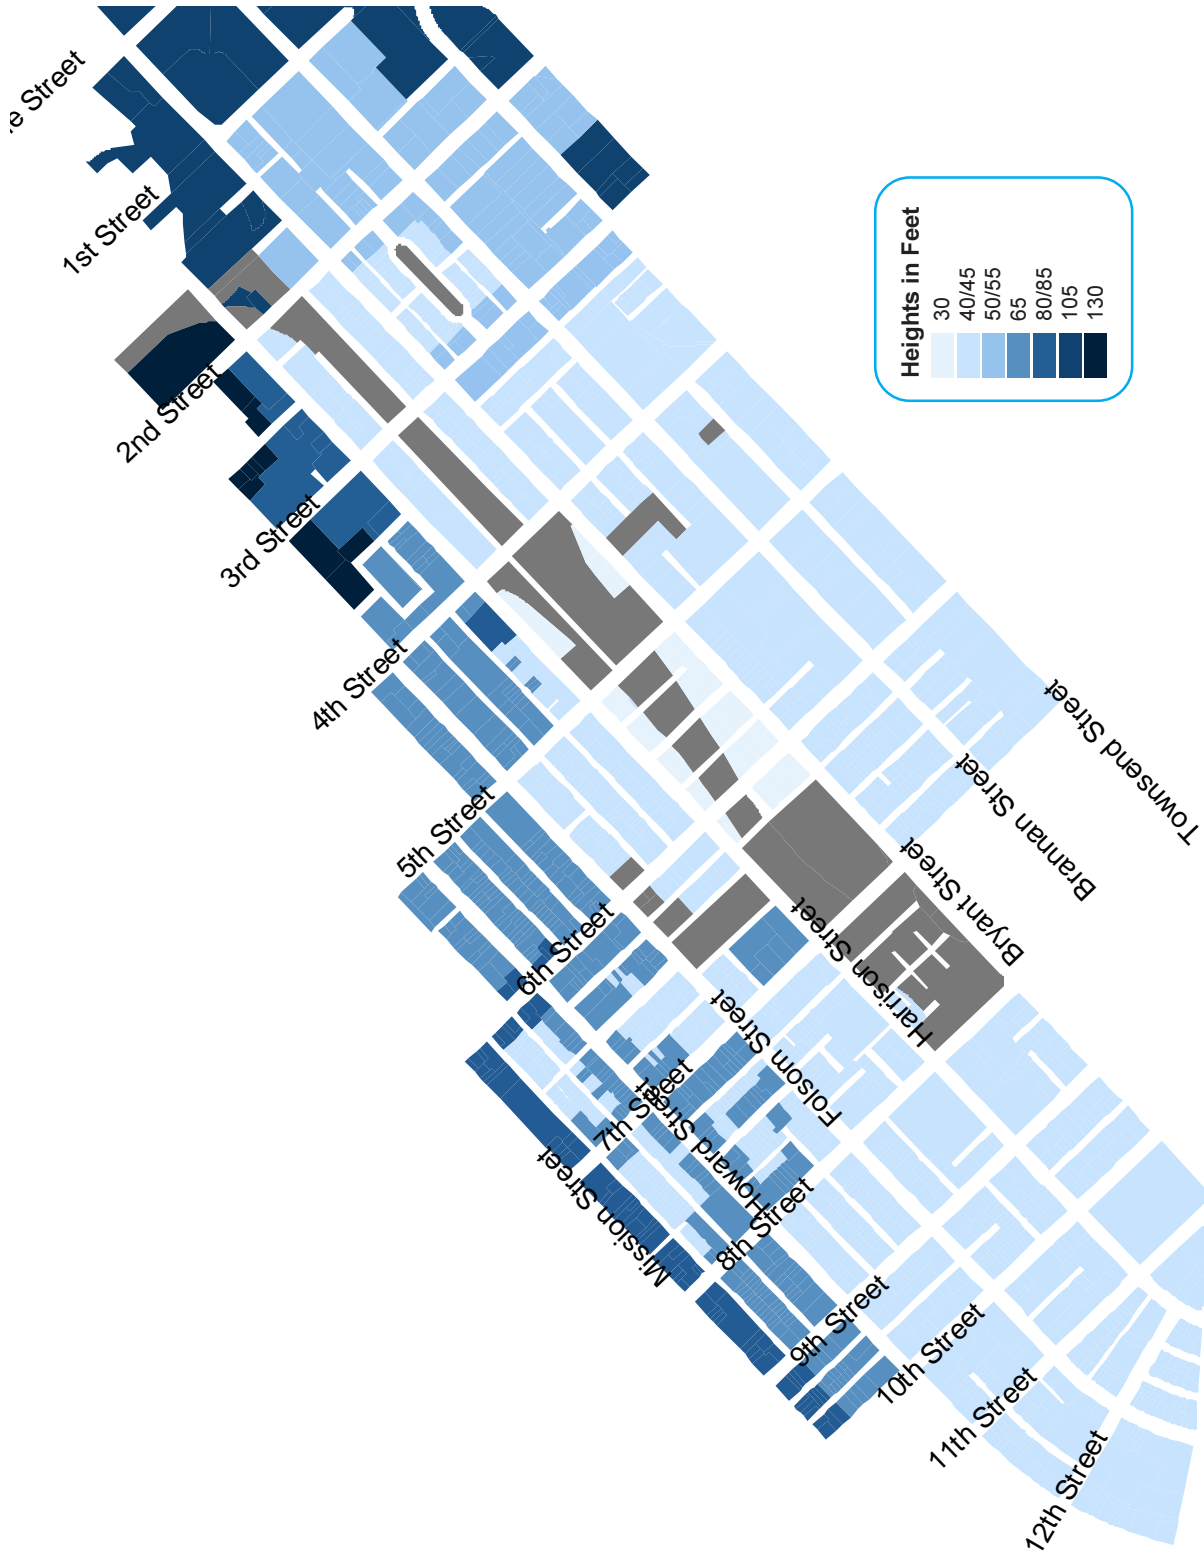 e Street
1st Street
2nd Street
3rd Street
4th Street
5th Street
6th Street
7th Street
8th Street
9th Street
10th Street
11th Street
12th Street
Mission Street
Howard Street
Folsom Street
Harrison Street
Bryant Street
Brannan Street
Townsend Street
Heights in Feet
30
40/45
50/55
65
80/85
105
130